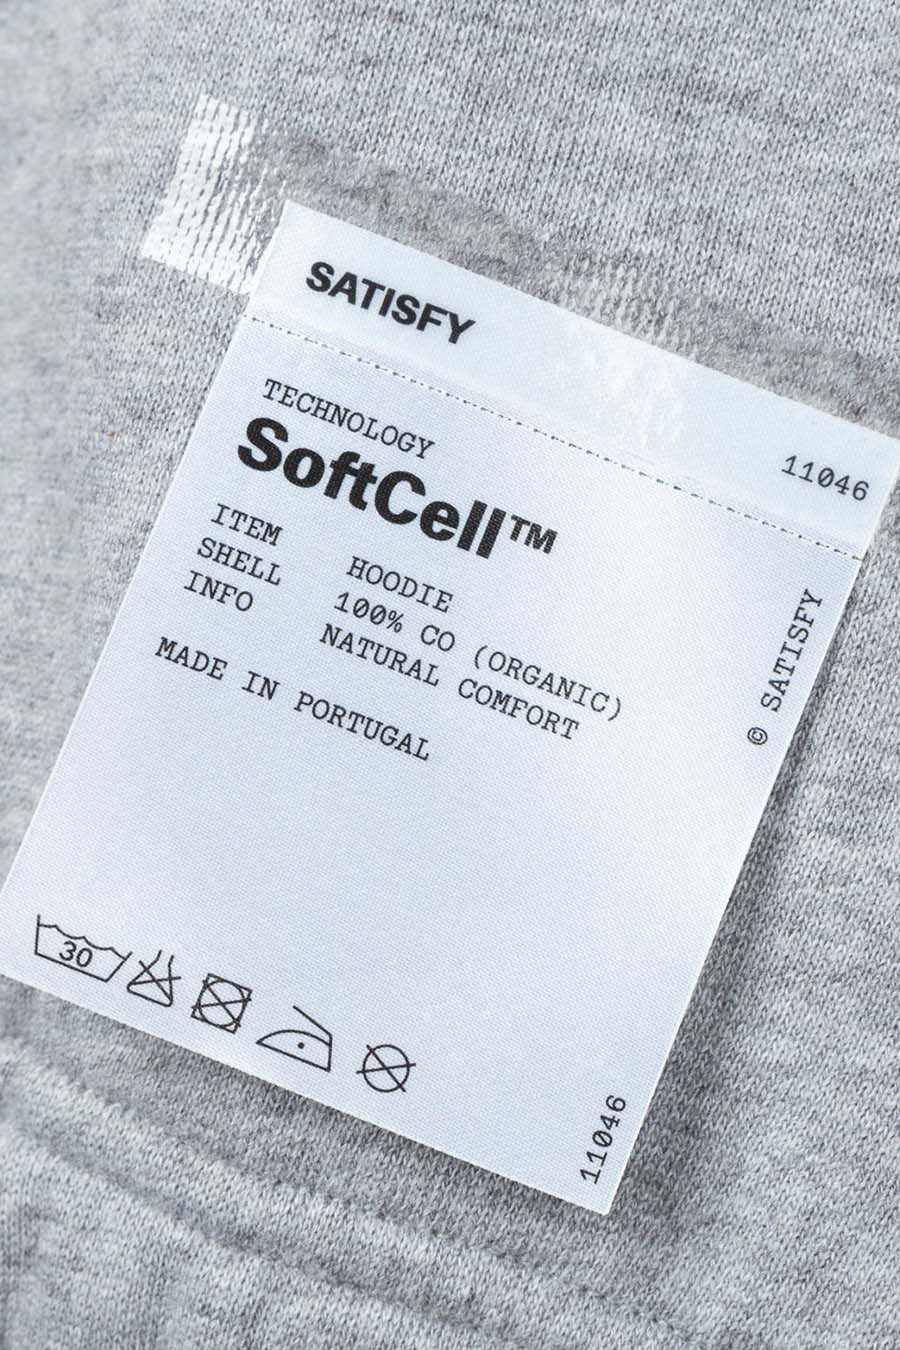 SATISFY
11046
TECHNOLOGY
SoftCell™
ITEM HOODIE
SHELL 100% CO (ORGANIC)
INFO NATURAL COMFORT
MADE IN PORTUGAL
© SATISFY
30
11046